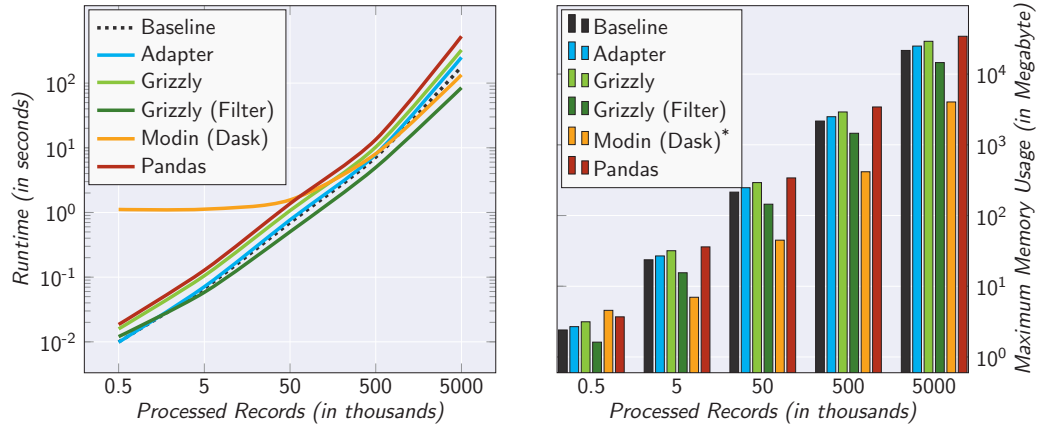 Baseline
Adapter
Grizzly
Grizzly (Filter)
Modin (Dask)
Pandas
Runtime (in seconds)
10^2
10^1
10^0
10^-1
10^-2
0.5 5 50 500 5000
Processed Records (in thousands)
Baseline
Adapter
Grizzly
Grizzly (Filter)
Modin (Dask)*
Pandas
10^4
10^3
10^2
10^1
10^0
Maximum Memory Usage (in Megabyte)
0.5 5 50 500 5000
Processed Records (in thousands)